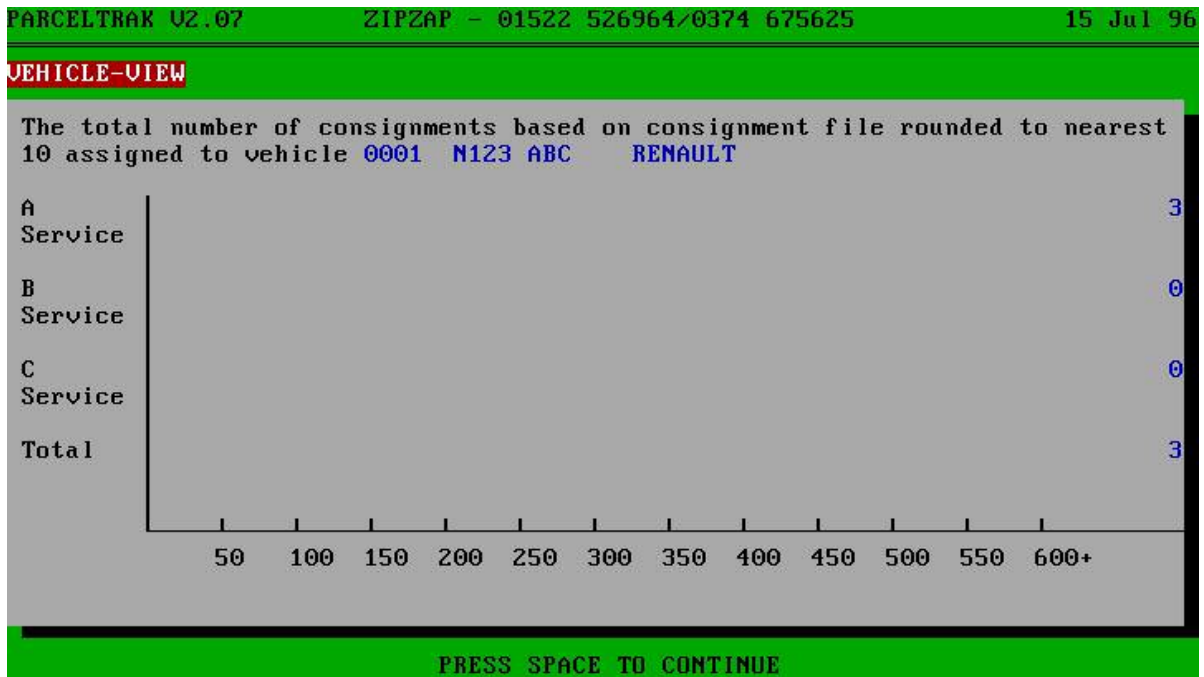 PARCELTRAK V2.07 ZIPZAP - 01522 526964/0374 675625 15 Jul 96
VEHICLE-VIEW
The total number of consignments based on consignment file rounded to nearest
10 assigned to vehicle 0001 N123 ABC RENAULT
A 3
Service
B 0
Service
C 0
Service
Total 3
50 100 150 200 250 300 350 400 450 500 550 600+
PRESS SPACE TO CONTINUE